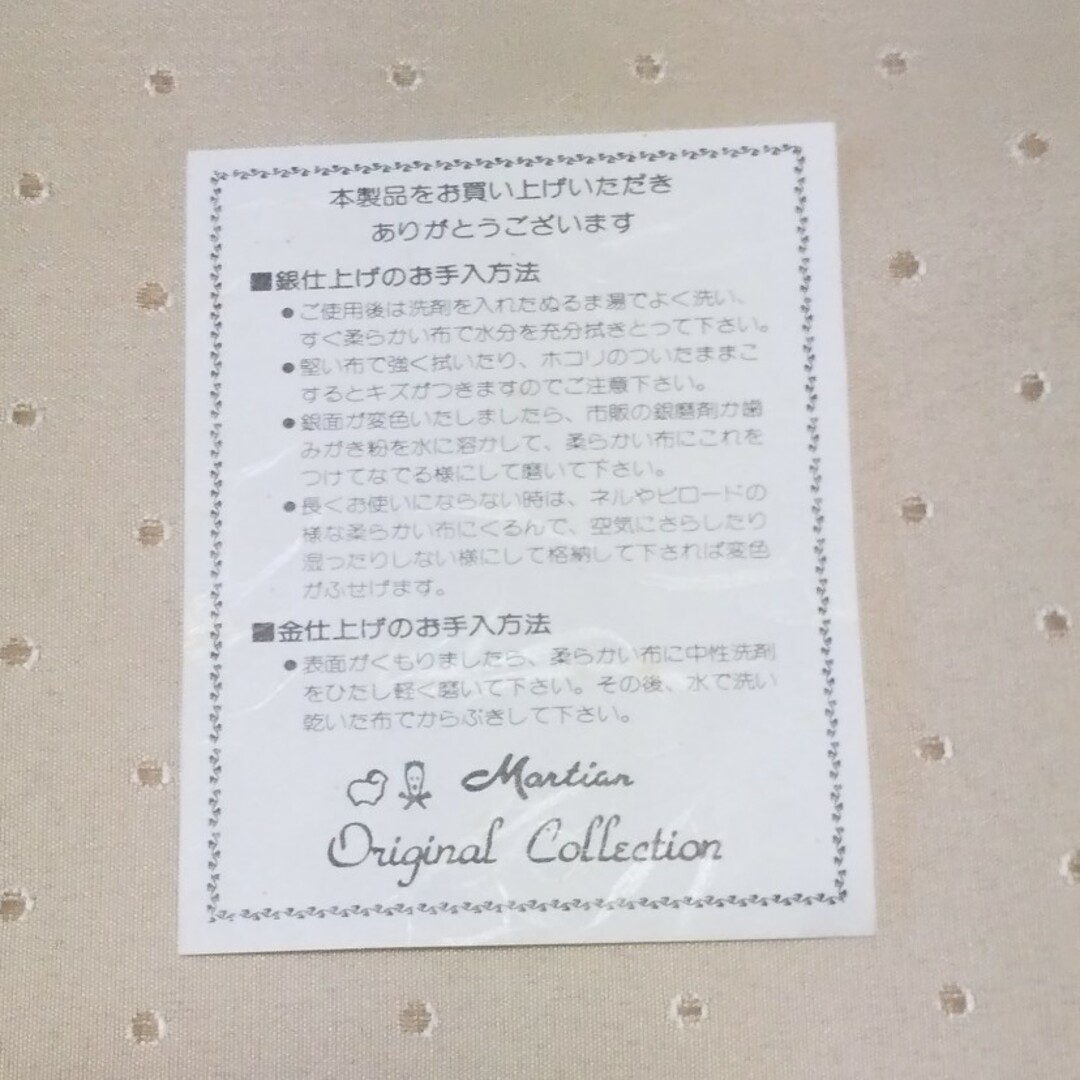 本製品をお買い上げいただき
ありがとうございます
■銀仕上げのお手入方法
●ご使用後は洗剤を入れたぬるま湯でよく洗い、
すぐ柔らかい布で水分を充分拭きとって下さい。
●堅い布で強く拭いたり、ホコリのついたままこ
するとキズがつきますのでご注意下さい。
●銀面が変色いたしましたら、市販の銀磨剤か歯
みがき粉を水に溶かして、柔らかい布にこれを
つけてなでる様にして磨いて下さい。
●長くお使いにならない時は、ネルやビロードの
様な柔らかい布にくるんで、空気にさらしたり
湿ったりしない様にして格納して下されば変色
がふせげます。
■金仕上げのお手入方法
●表面がくもりましたら、柔らかい布に中性洗剤
をひたし軽く磨いて下さい。その後、水で洗い
乾いた布でからぶきして下さい。
Martian
Original Collection